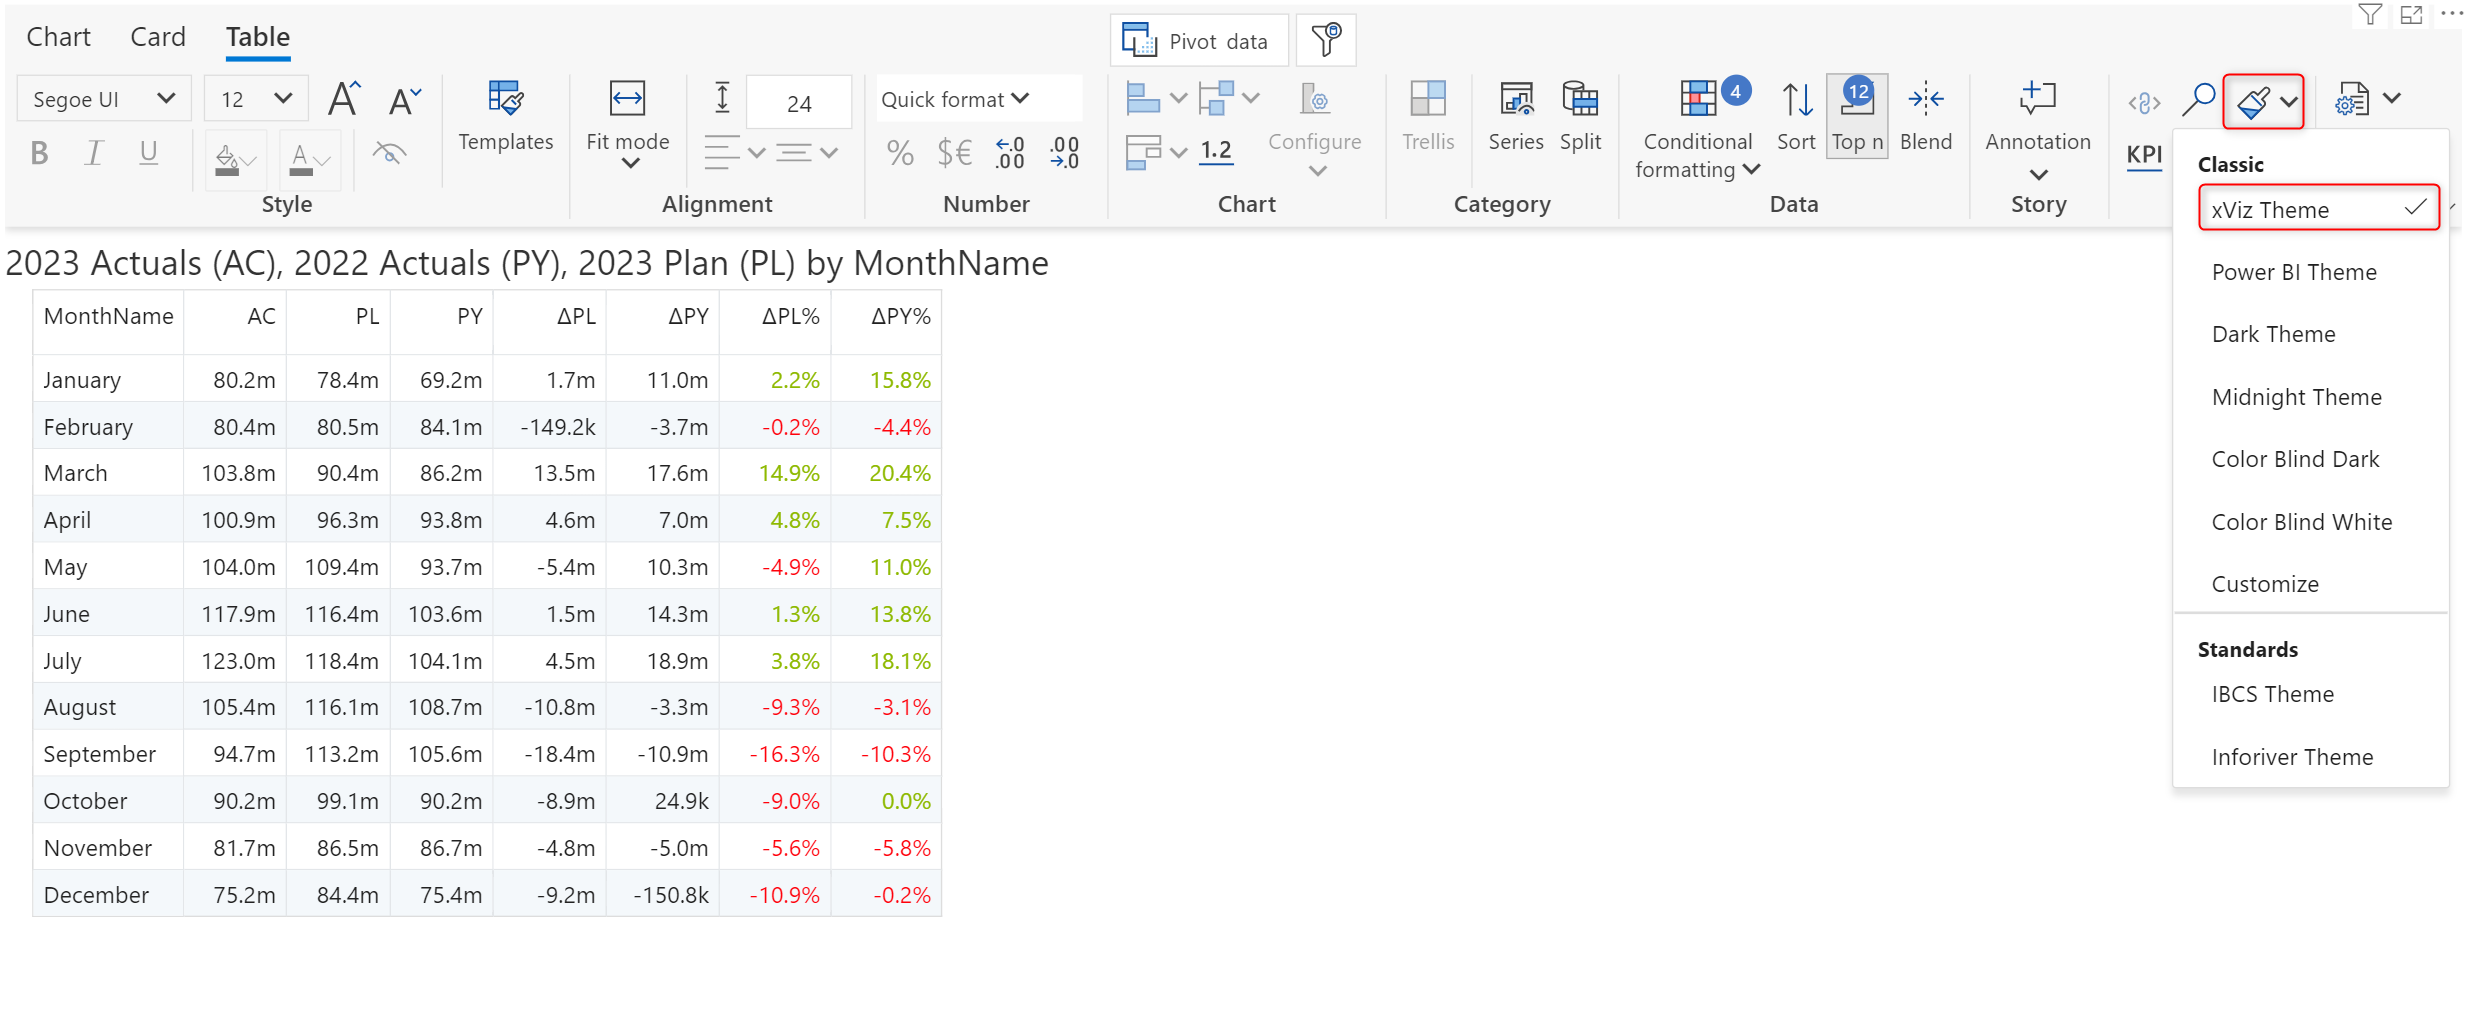 Chart Card Table
Pivot data
Segoe UI 12
Templates
Fit mode
24
Quick format
Configure
Trellis
Series Split
4
Conditional formatting
Sort
12
Top n
Blend
Annotation
B I U A
% $€ ←.0 .00 .00 →.0
1.2
KPI
Style Alignment Number Chart Category Data Story
Classic
xViz Theme
Power BI Theme
Dark Theme
Midnight Theme
Color Blind Dark
Color Blind White
Customize
Standards
IBCS Theme
Inforiver Theme
2023 Actuals (AC), 2022 Actuals (PY), 2023 Plan (PL) by MonthName
MonthName AC PL PY ΔPL ΔPY ΔPL% ΔPY%
January 80.2m 78.4m 69.2m 1.7m 11.0m 2.2% 15.8%
February 80.4m 80.5m 84.1m -149.2k -3.7m -0.2% -4.4%
March 103.8m 90.4m 86.2m 13.5m 17.6m 14.9% 20.4%
April 100.9m 96.3m 93.8m 4.6m 7.0m 4.8% 7.5%
May 104.0m 109.4m 93.7m -5.4m 10.3m -4.9% 11.0%
June 117.9m 116.4m 103.6m 1.5m 14.3m 1.3% 13.8%
July 123.0m 118.4m 104.1m 4.5m 18.9m 3.8% 18.1%
August 105.4m 116.1m 108.7m -10.8m -3.3m -9.3% -3.1%
September 94.7m 113.2m 105.6m -18.4m -10.9m -16.3% -10.3%
October 90.2m 99.1m 90.2m -8.9m 24.9k -9.0% 0.0%
November 81.7m 86.5m 86.7m -4.8m -5.0m -5.6% -5.8%
December 75.2m 84.4m 75.4m -9.2m -150.8k -10.9% -0.2%